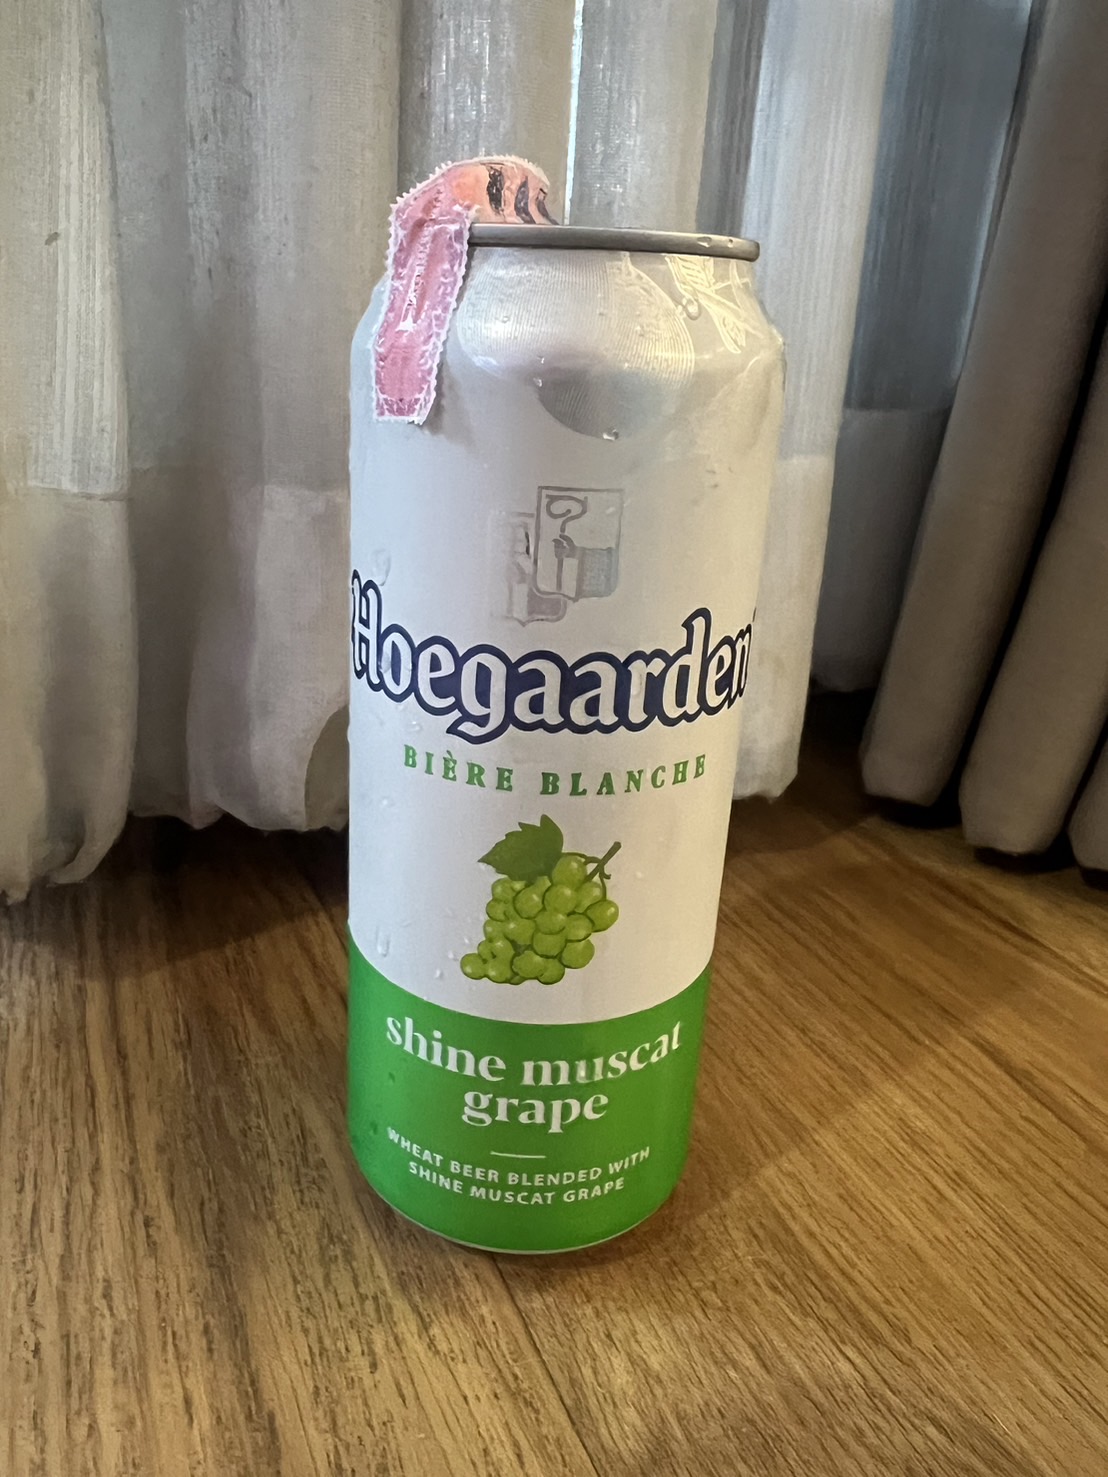 Hoegaarden
BIÈRE BLANCHE
shine muscat
grape
WHEAT BEER BLENDED WITH
SHINE MUSCAT GRAPE